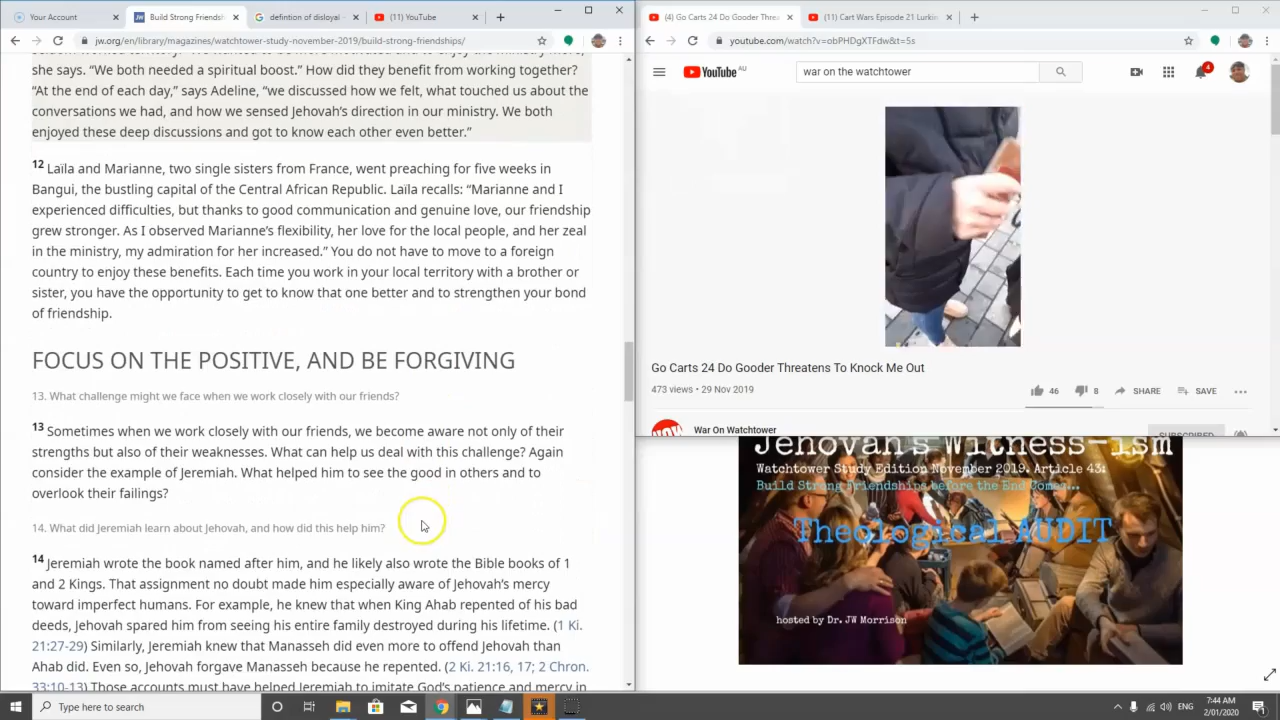 Your Account
Build Strong Friendsh
defintion of disloyal -
(11) YouTube
(4) Go Carts 24 Do Gooder Threa
(11) Cart Wars Episode 21 Lurkin
jw.org/en/library/magazines/watchtower-study-november-2019/build-strong-friendships/
youtube.com/watch?v=obPHDgXTFdw&t=5s
she says. “We both needed a spiritual boost.” How did they benefit from working together?
“At the end of each day,” says Adeline, “we discussed how we felt, what touched us about the
conversations we had, and how we sensed Jehovah’s direction in our ministry. We both
enjoyed these deep discussions and got to know each other even better.”
12 Laïla and Marianne, two single sisters from France, went preaching for five weeks in
Bangui, the bustling capital of the Central African Republic. Laïla recalls: “Marianne and I
experienced difficulties, but thanks to good communication and genuine love, our friendship
grew stronger. As I observed Marianne’s flexibility, her love for the local people, and her zeal
in the ministry, my admiration for her increased.” You do not have to move to a foreign
country to enjoy these benefits. Each time you work in your local territory with a brother or
sister, you have the opportunity to get to know that one better and to strengthen your bond
of friendship.
FOCUS ON THE POSITIVE, AND BE FORGIVING
13. What challenge might we face when we work closely with our friends?
13 Sometimes when we work closely with our friends, we become aware not only of their
strengths but also of their weaknesses. What can help us deal with this challenge? Again
consider the example of Jeremiah. What helped him to see the good in others and to
overlook their failings?
14. What did Jeremiah learn about Jehovah, and how did this help him?
14 Jeremiah wrote the book named after him, and he likely also wrote the Bible books of 1
and 2 Kings. That assignment no doubt made him especially aware of Jehovah’s mercy
toward imperfect humans. For example, he knew that when King Ahab repented of his bad
deeds, Jehovah spared him from seeing his entire family destroyed during his lifetime. (1 Ki.
21:27-29) Similarly, Jeremiah knew that Manasseh did even more to offend Jehovah than
Ahab did. Even so, Jehovah forgave Manasseh because he repented. (2 Ki. 21:16, 17; 2 Chron.
33:10-13) Those accounts must have helped Jeremiah to imitate God’s patience and mercy in
YouTube AU
war on the watchtower
4
Go Carts 24 Do Gooder Threatens To Knock Me Out
473 views • 29 Nov 2019
46
8
SHARE
SAVE
War On Watchtower
SUBSCRIBED
Jehovah's Witness-ism
Watchtower Study Edition November 2019. Article 43:
Build Strong Friendships before the End Comes...
Theological AUDIT
hosted by Dr. JW Morrison
Type here to search
ENG
7:44 AM
2/01/2020